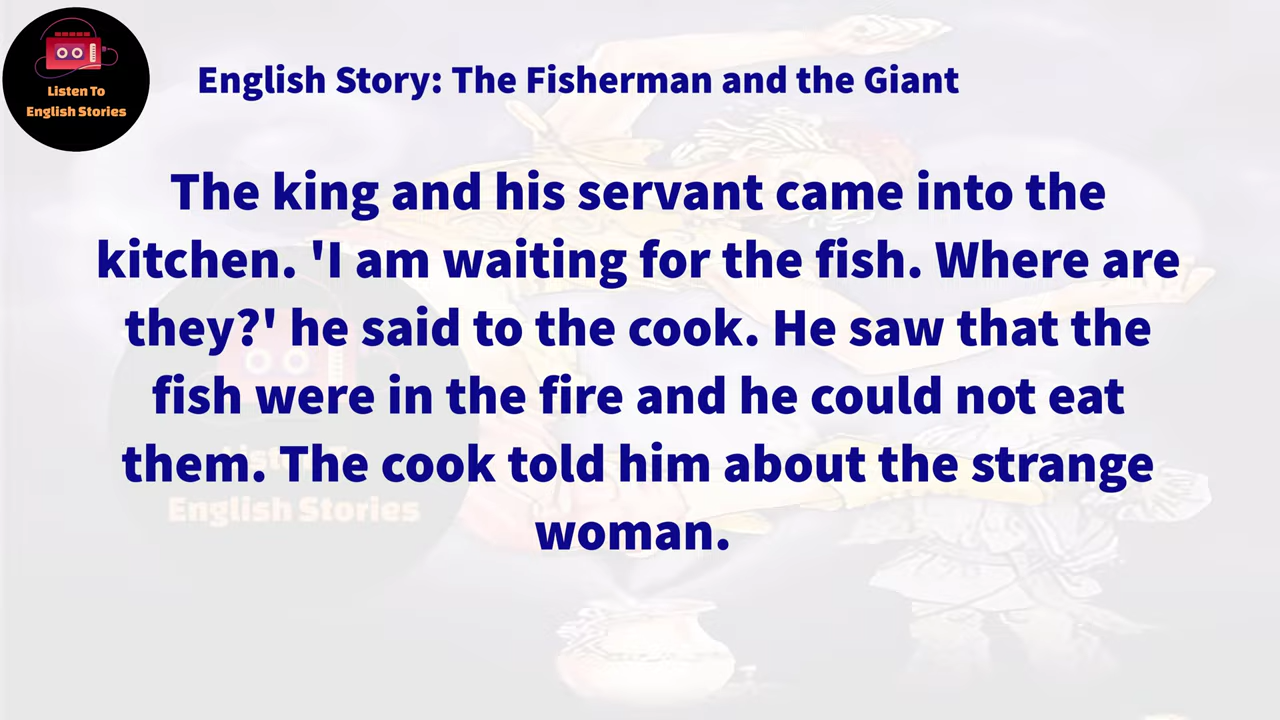 Listen To
English Stories
English Story: The Fisherman and the Giant
The king and his servant came into the
kitchen. 'I am waiting for the fish. Where are
they?' he said to the cook. He saw that the
fish were in the fire and he could not eat
them. The cook told him about the strange
woman.
English Stories